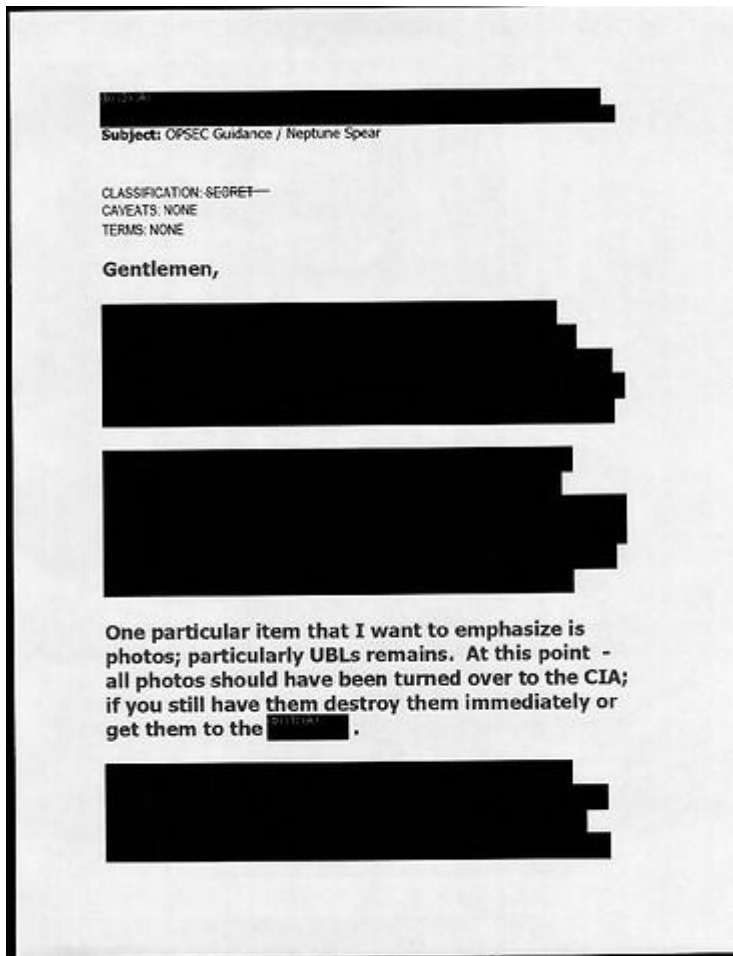 Subject: OPSEC Guidance / Neptune Spear
CLASSIFICATION: SECRET
CAVEATS: NONE
TERMS: NONE
Gentlemen,
One particular item that I want to emphasize is
photos; particularly UBLs remains.  At this point  -
all photos should have been turned over to the CIA;
if you still have them destroy them immediately or
get them to the .